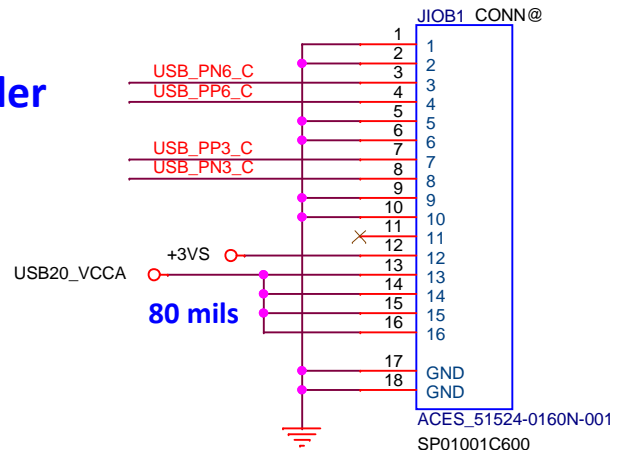 JIOB1 CONN@
1 1
2 2
USB_PN6_C 3 3
USB_PP6_C 4 4
5 5
6 6
USB_PP3_C 7 7
USB_PN3_C 8 8
9 9
10 10
11 11
+3VS 12 12
USB20_VCCA 13 13
14 14
80 mils 15 15
16 16
17 GND
18 GND
ACES_51524-0160N-001
SP01001C600